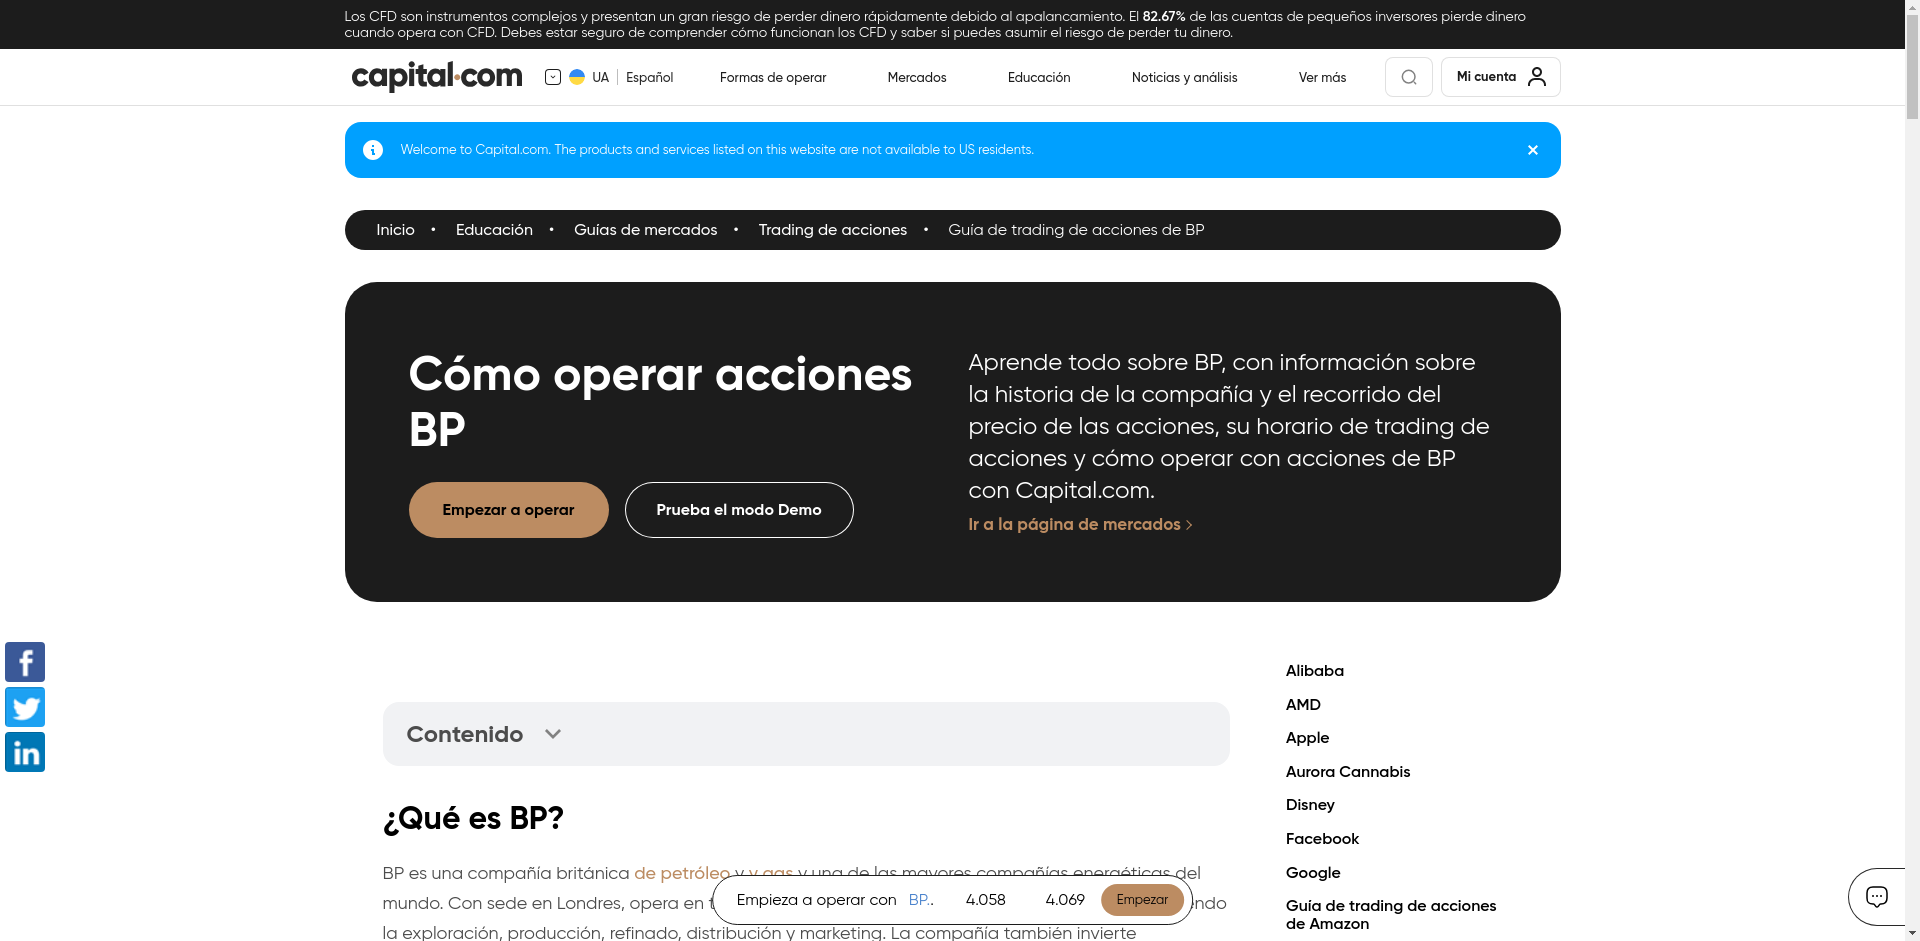 Los CFD son instrumentos complejos y presentan un gran riesgo de perder dinero rápidamente debido al apalancamiento. El 82.67% de las cuentas de pequeños inversores pierde dinero
cuando opera con CFD. Debes estar seguro de comprender cómo funcionan los CFD y saber si puedes asumir el riesgo de perder tu dinero.
capital.com UA Español Formas de operar Mercados Educación Noticias y análisis Ver más Mi cuenta
Welcome to Capital.com. The products and services listed on this website are not available to US residents.
Inicio • Educación • Guías de mercados • Trading de acciones • Guía de trading de acciones de BP
Cómo operar acciones
BP
Empezar a operar Prueba el modo Demo
Aprende todo sobre BP, con información sobre
la historia de la compañía y el recorrido del
precio de las acciones, su horario de trading de
acciones y cómo operar con acciones de BP
con Capital.com.
Ir a la página de mercados
Contenido
¿Qué es BP?
BP es una compañía británica de petróleo y y gas y una de las mayores compañías energéticas del
mundo. Con sede en Londres, opera en
la exploración, producción, refinado, distribución y marketing. La compañía también invierte
Alibaba
AMD
Apple
Aurora Cannabis
Disney
Facebook
Google
Guía de trading de acciones
de Amazon
Empieza a operar con BP.. 4.058 4.069 Empezar